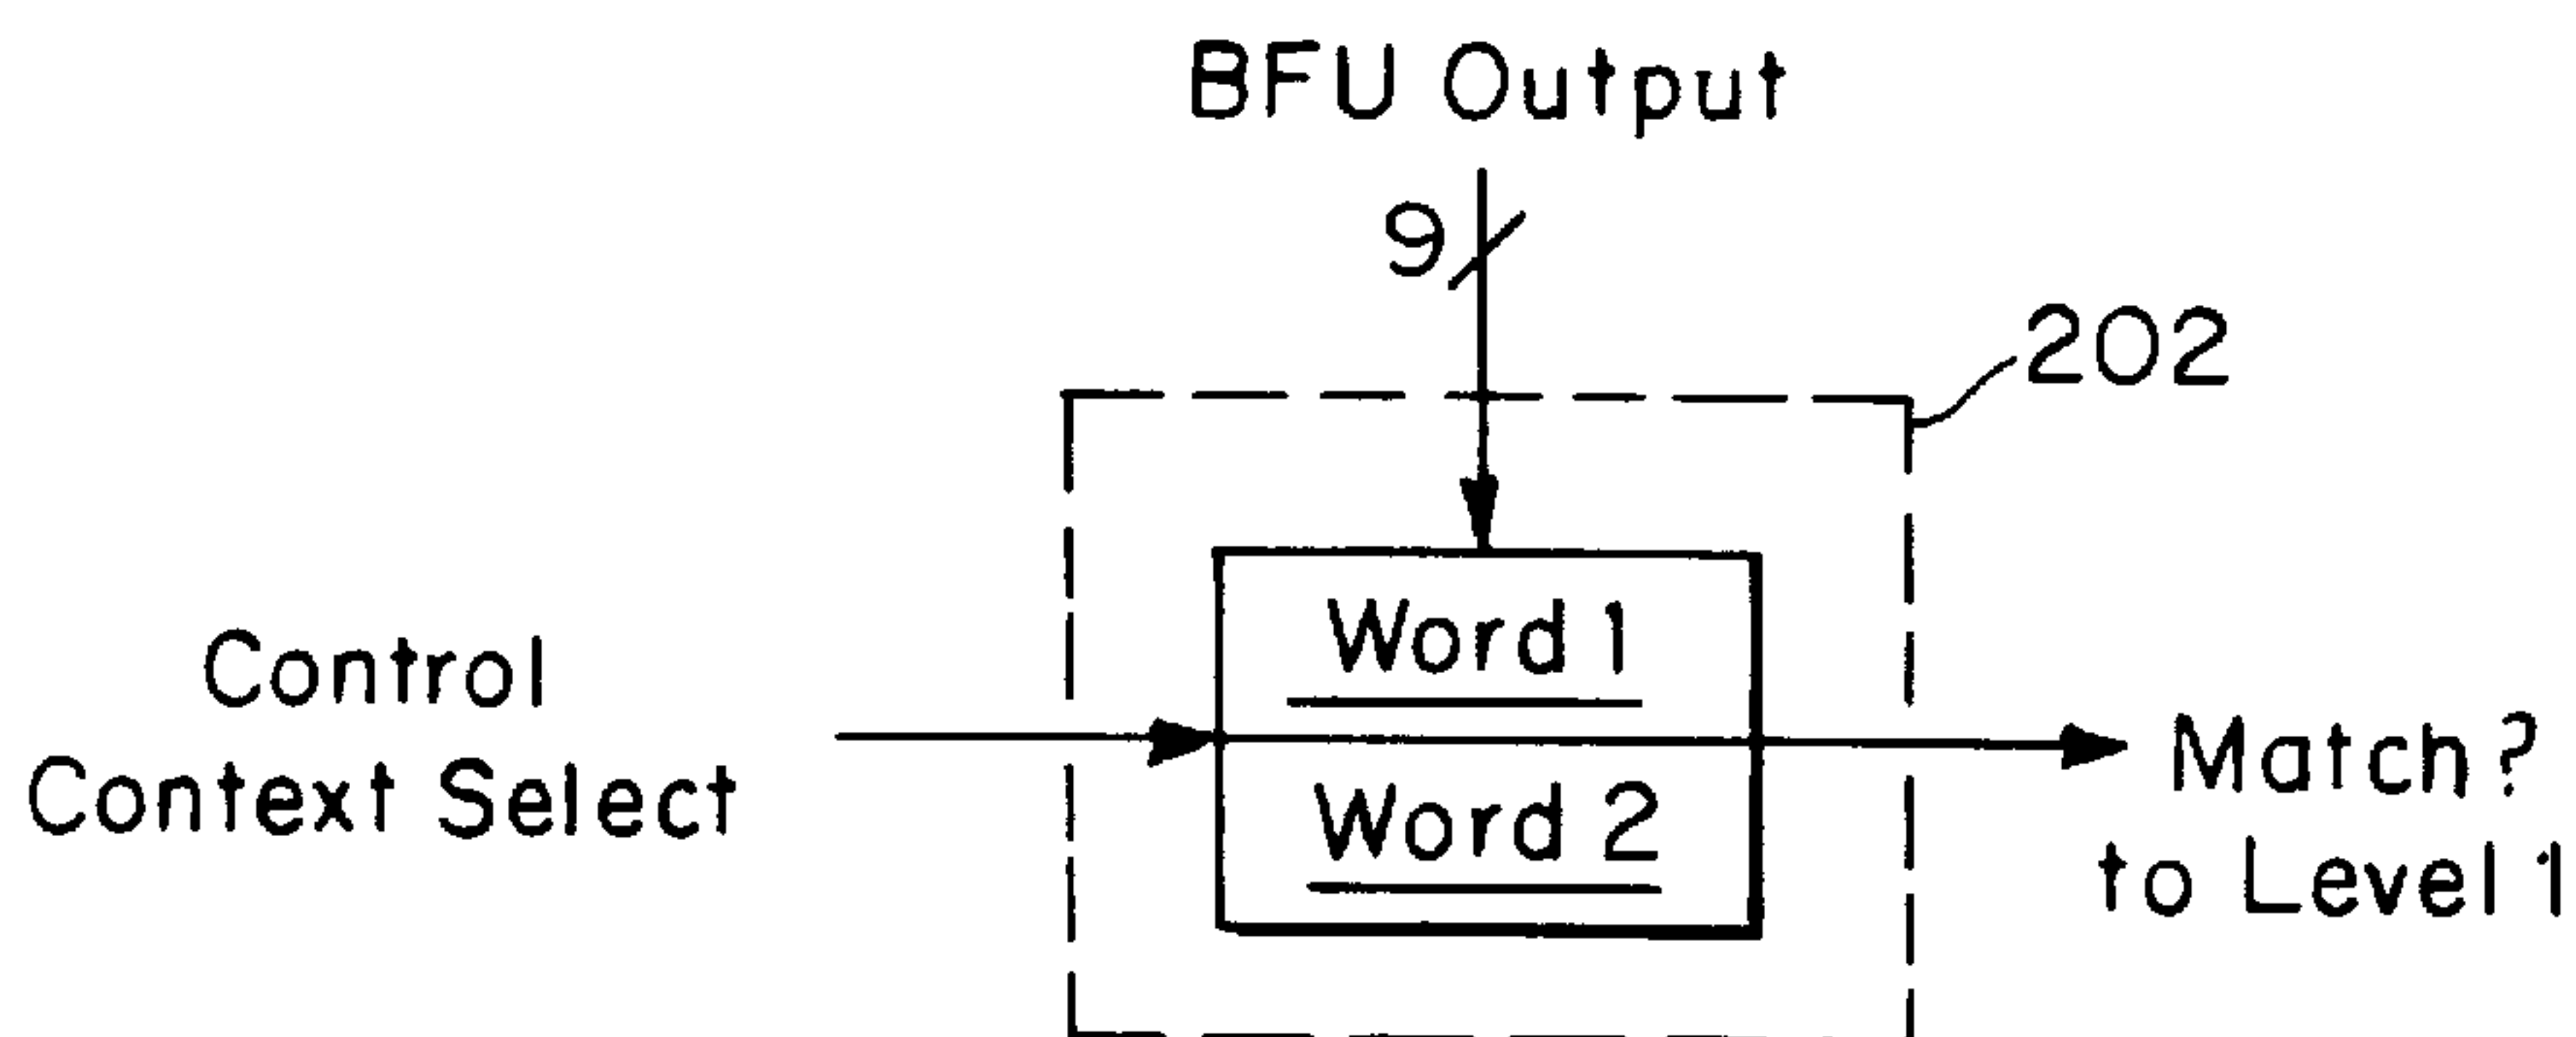 BFU Output
9
202
Word 1
Control
Context Select
Word 2
Match?
to Level 1